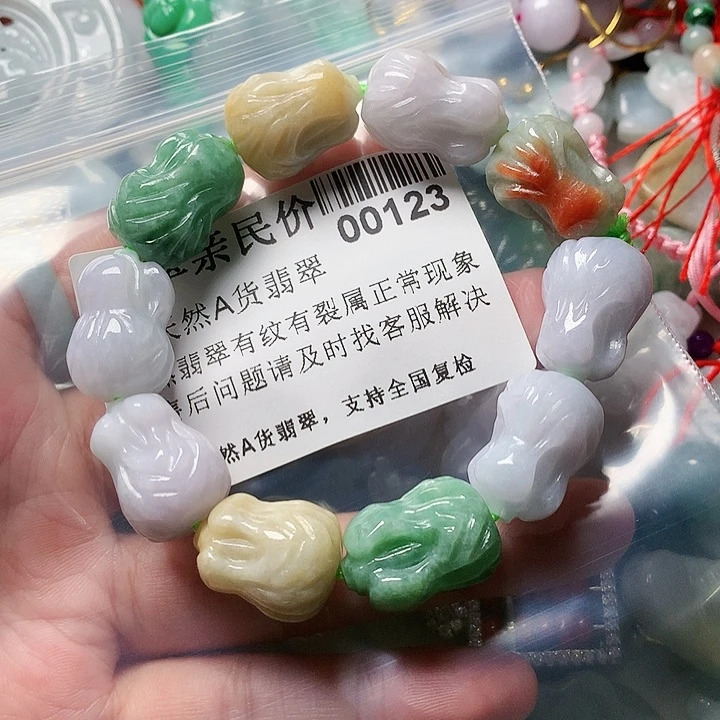 亲民价
00123
然A货翡翠
翡翠有纹有裂属正常现象
后问题请及时找客服解决
然A货翡翠，支持全国复检